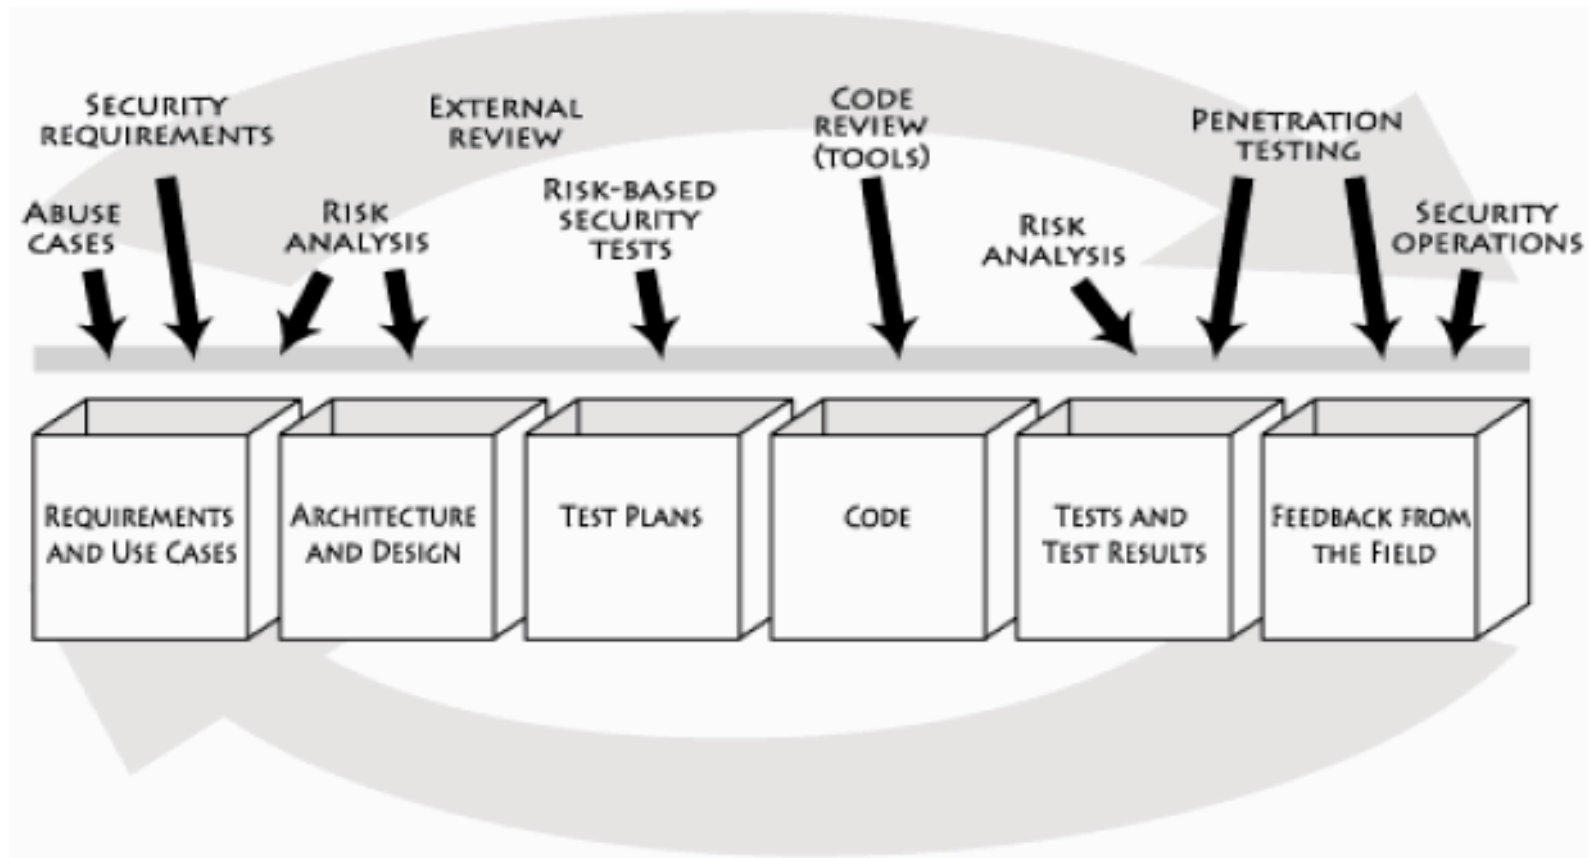 SECURITY
REQUIREMENTS
EXTERNAL
REVIEW
CODE
REVIEW
(TOOLS)
PENETRATION
TESTING
ABUSE
CASES
RISK
ANALYSIS
RISK-BASED
SECURITY
TESTS
RISK
ANALYSIS
SECURITY
OPERATIONS
REQUIREMENTS
AND USE CASES
ARCHITECTURE
AND DESIGN
TEST PLANS
CODE
TESTS AND
TEST RESULTS
FEEDBACK FROM
THE FIELD